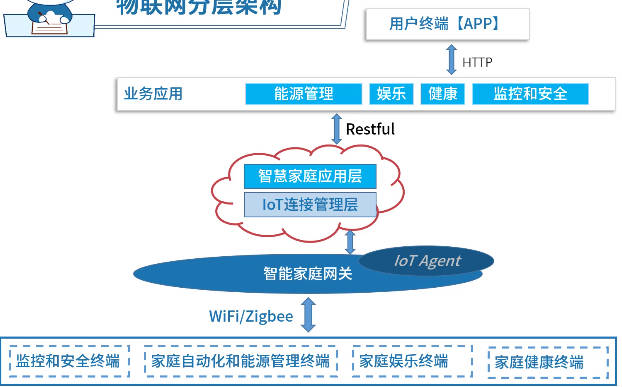 物联网分层架构
用户终端【APP】
HTTP
业务应用 能源管理 娱乐 健康 监控和安全
Restful
智慧家庭应用层
IoT连接管理层
IoT Agent
智能家庭网关
WiFi/Zigbee
监控和安全终端 家庭自动化和能源管理终端 家庭娱乐终端 家庭健康终端